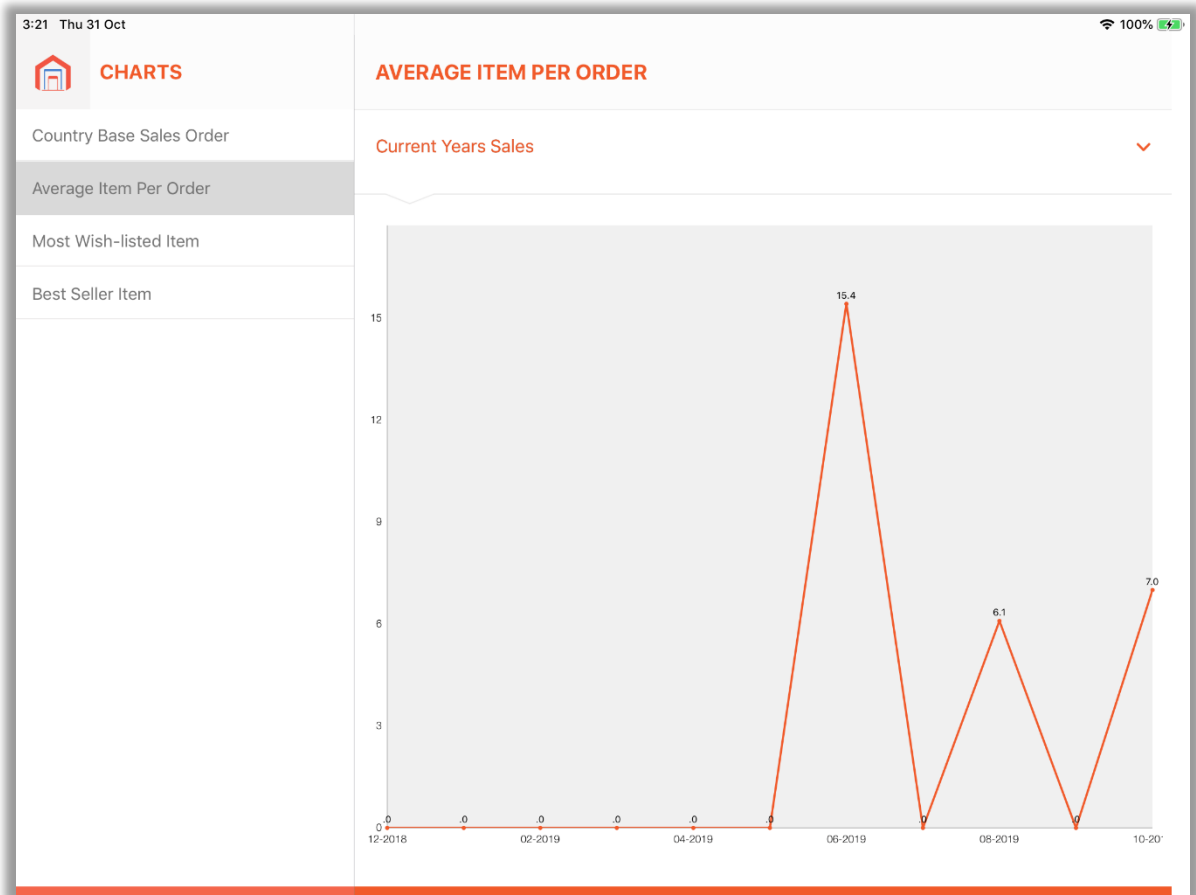 3:21 Thu 31 Oct
100%
CHARTS
AVERAGE ITEM PER ORDER
Country Base Sales Order
Average Item Per Order
Most Wish-listed Item
Best Seller Item
Current Years Sales
15.4
15
12
9
7.0
6.1
6
3
0
.0 .0 .0 .0 .0 .0 .0 .0
12-2018 02-2019 04-2019 06-2019 08-2019 10-201